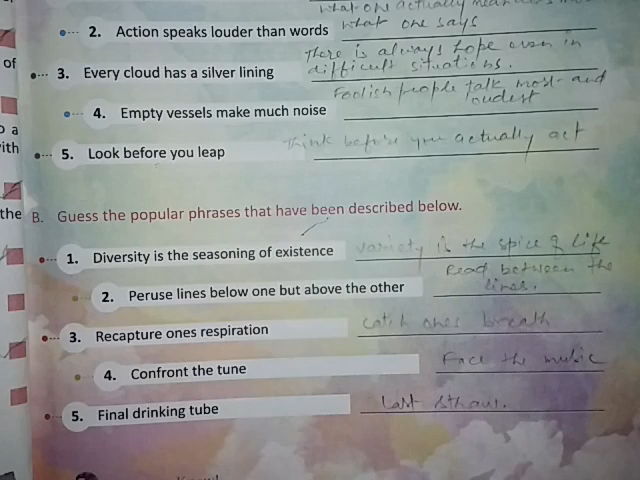 what one actually means
2. Action speaks louder than words what one says
of
There is always hope even in
3. Every cloud has a silver lining difficult situations.
Foolish people talk most and
4. Empty vessels make much noise loudest
a
ith
5. Look before you leap Think before you actually act
the B. Guess the popular phrases that have been described below.
1. Diversity is the seasoning of existence variety is the spice of life
Read between the
2. Peruse lines below one but above the other lines.
3. Recapture ones respiration catch ones breath
4. Confront the tune Face the music
5. Final drinking tube Last straw.